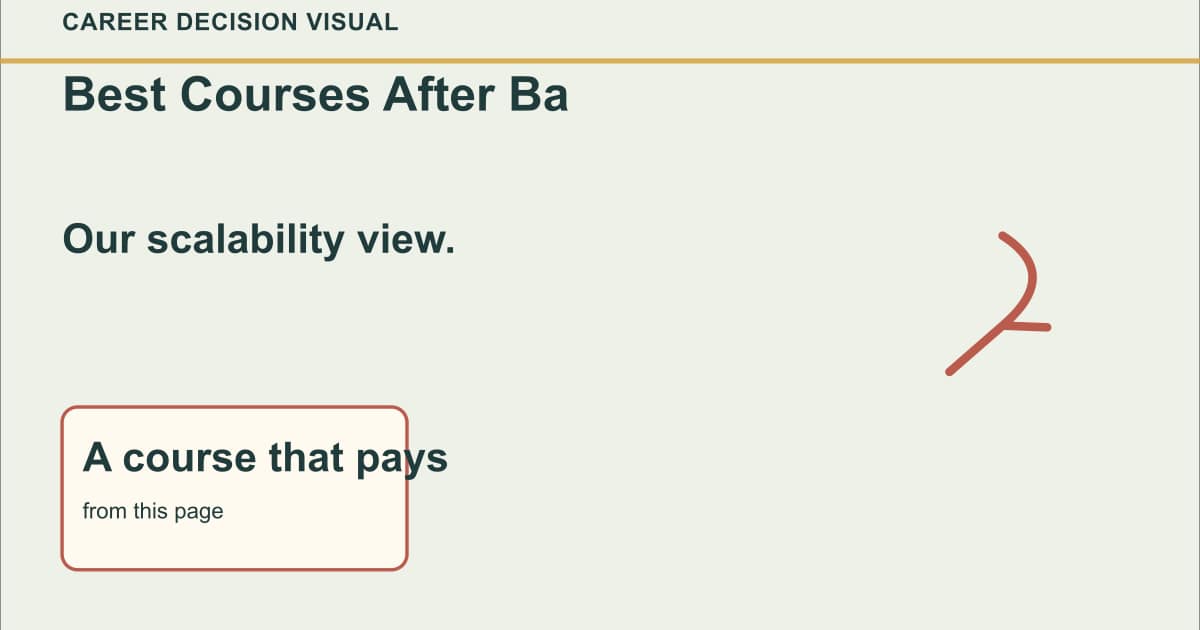 CAREER DECISION VISUAL
Best Courses After Ba
Our scalability view.
A course that pays
from this page